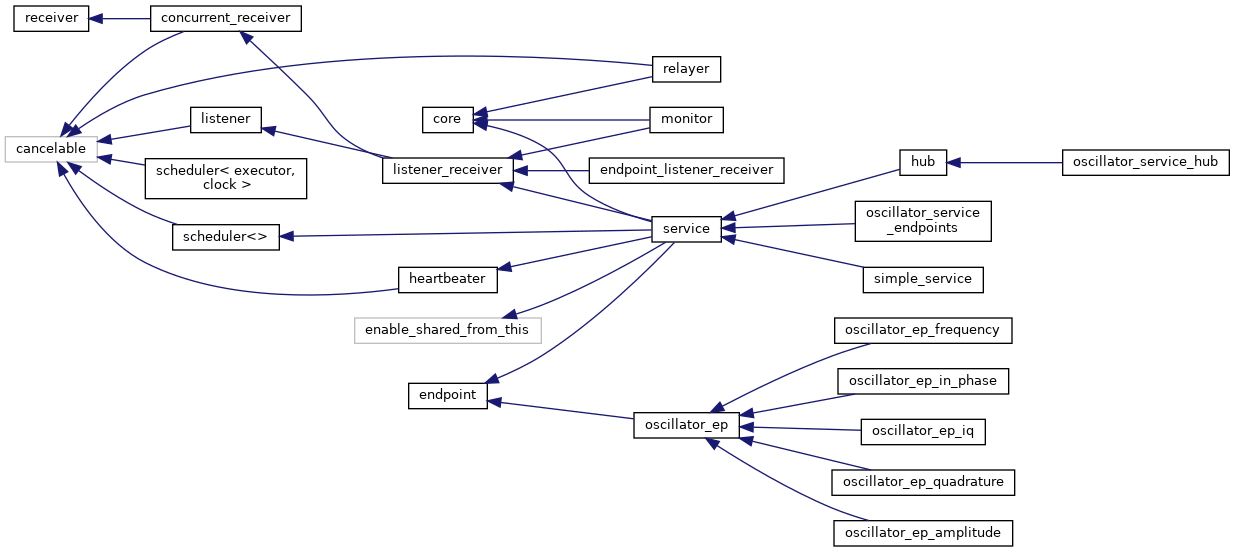 receiver
concurrent_receiver
relayer
core
listener
monitor
cancelable
hub
oscillator_service_hub
scheduler< executor,
clock >
listener_receiver
endpoint_listener_receiver
oscillator_service
_endpoints
service
scheduler<>
heartbeater
simple_service
enable_shared_from_this
oscillator_ep_frequency
oscillator_ep_in_phase
endpoint
oscillator_ep
oscillator_ep_iq
oscillator_ep_quadrature
oscillator_ep_amplitude